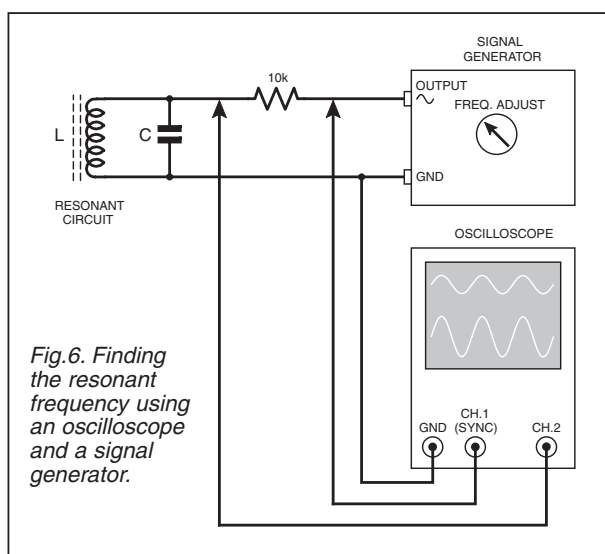 SIGNAL
GENERATOR
10k
OUTPUT
FREQ. ADJUST
L
C
GND
RESONANT
CIRCUIT
OSCILLOSCOPE
Fig.6. Finding
the resonant
frequency using
an oscilloscope
and a signal
generator.
GND
CH.1
(SYNC)
CH.2